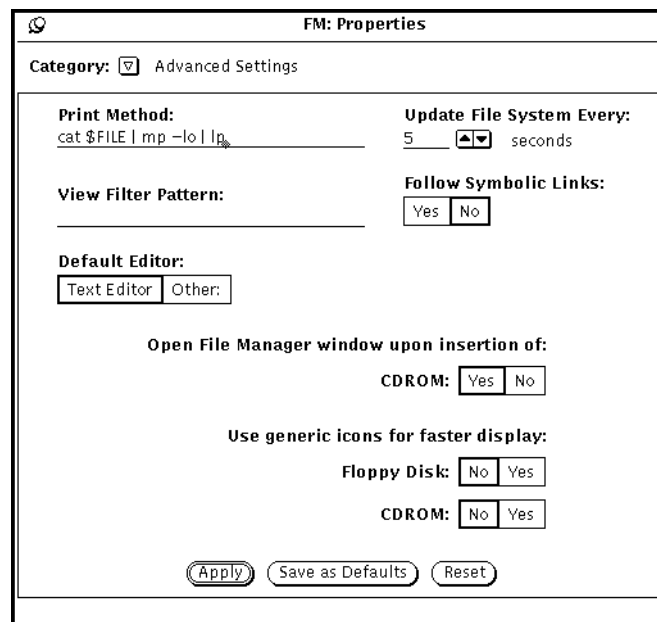 FM: Properties
Category: Advanced Settings
Print Method:
cat $FILE | mp –lo | lp
Update File System Every:
5 seconds
View Filter Pattern:
Follow Symbolic Links:
Yes No
Default Editor:
Text Editor Other:
Open File Manager window upon insertion of:
CDROM: Yes No
Use generic icons for faster display:
Floppy Disk: No Yes
CDROM: No Yes
Apply Save as Defaults Reset